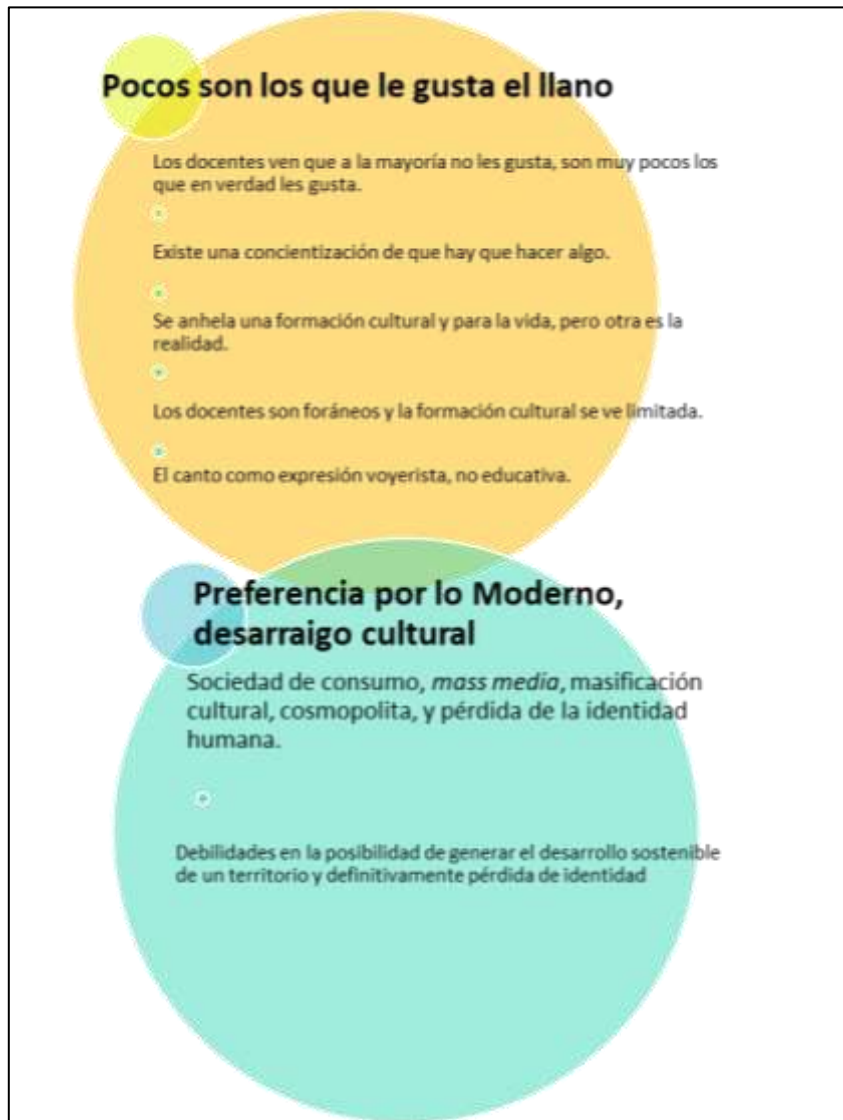 Pocos son los que le gusta el llano
Los docentes ven que a la mayoría no les gusta, son muy pocos los
que en verdad les gusta.
Existe una concientización de que hay que hacer algo.
Se anhela una formación cultural y para la vida, pero otra es la
realidad.
Los docentes son foráneos y la formación cultural se ve limitada.
El canto como expresión voyerista, no educativa.
Preferencia por lo Moderno,
desarraigo cultural
Sociedad de consumo, mass media, masificación
cultural, cosmopolita, y pérdida de la identidad
humana.
Debilidades en la posibilidad de generar el desarrollo sostenible
de un territorio y definitivamente pérdida de identidad